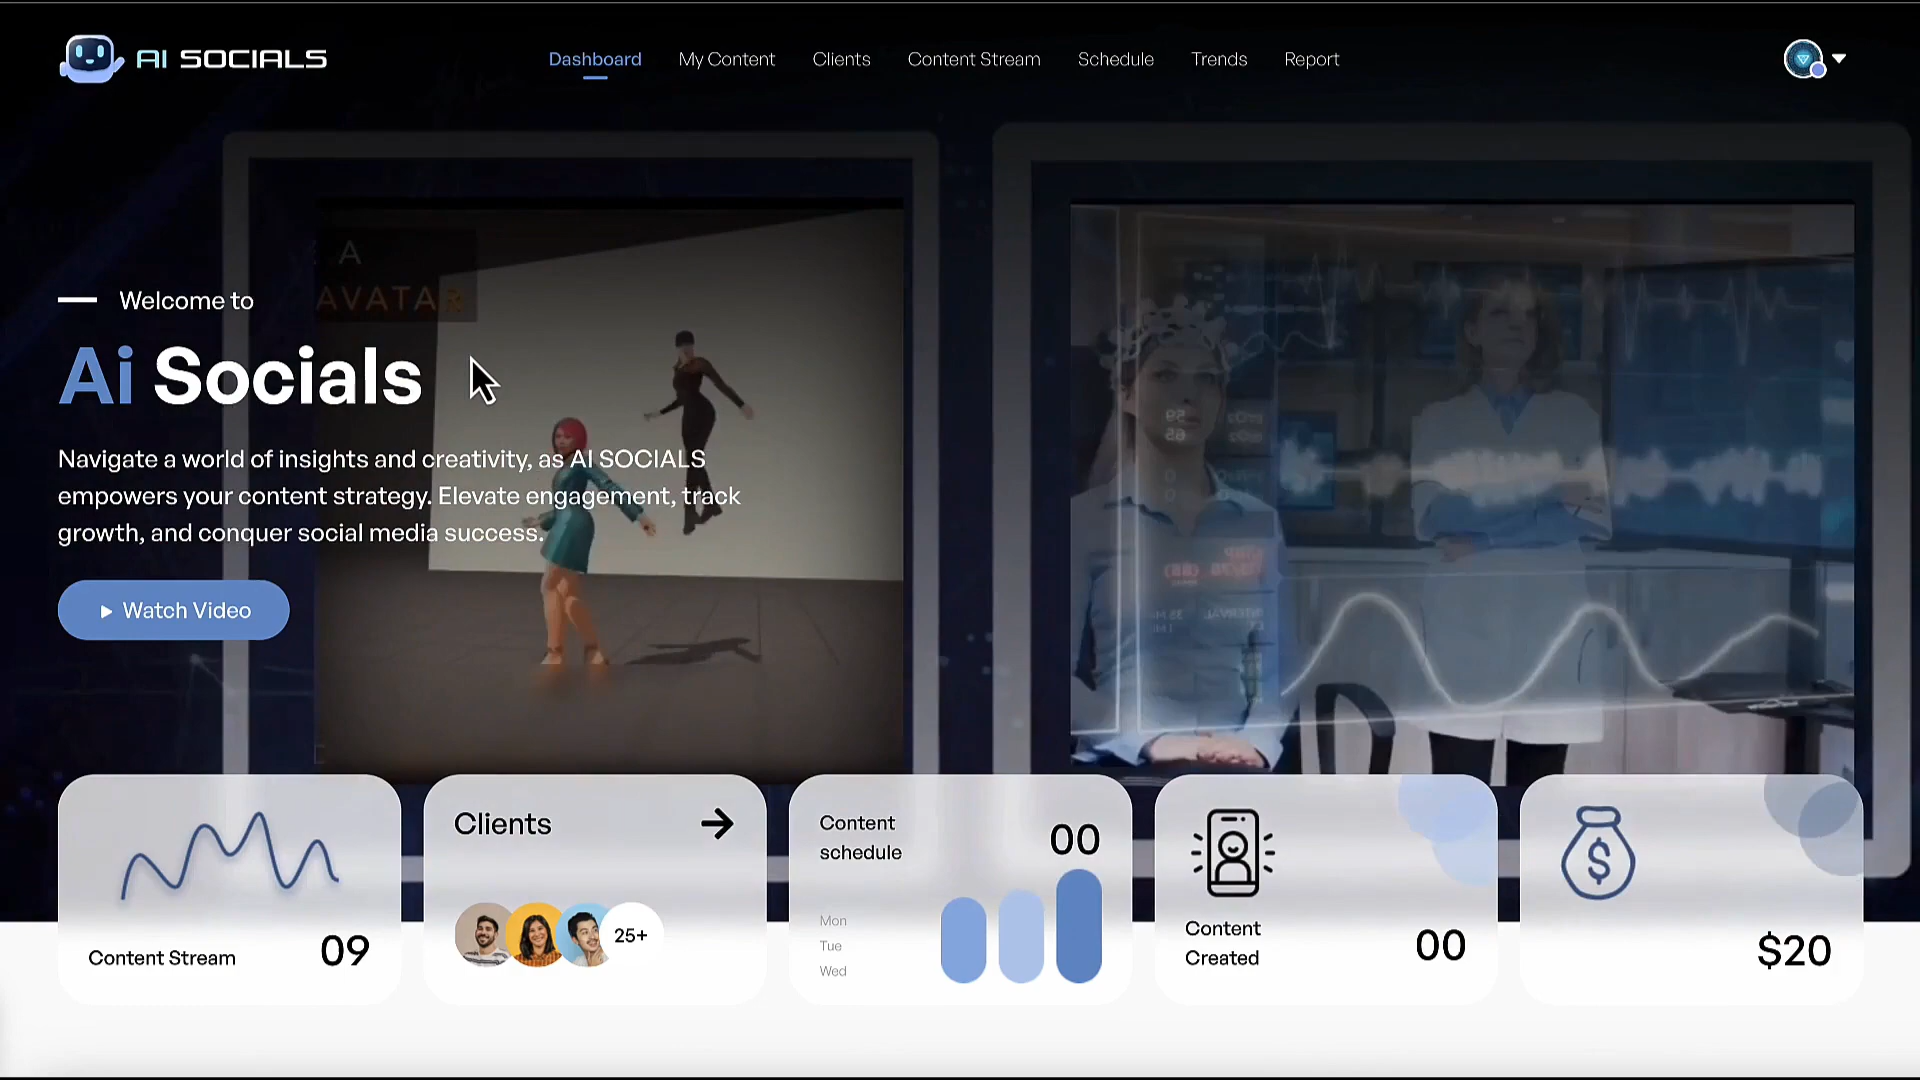 AI SOCIALS
Dashboard
My Content
Clients
Content Stream
Schedule
Trends
Report
A
AVATAR
Welcome to
Ai Socials
Navigate a world of insights and creativity, as AI SOCIALS
empowers your content strategy. Elevate engagement, track
growth, and conquer social media success.
Watch Video
Content Stream
09
Clients
25+
Content
schedule
00
Mon
Tue
Wed
Content
Created
00
$20